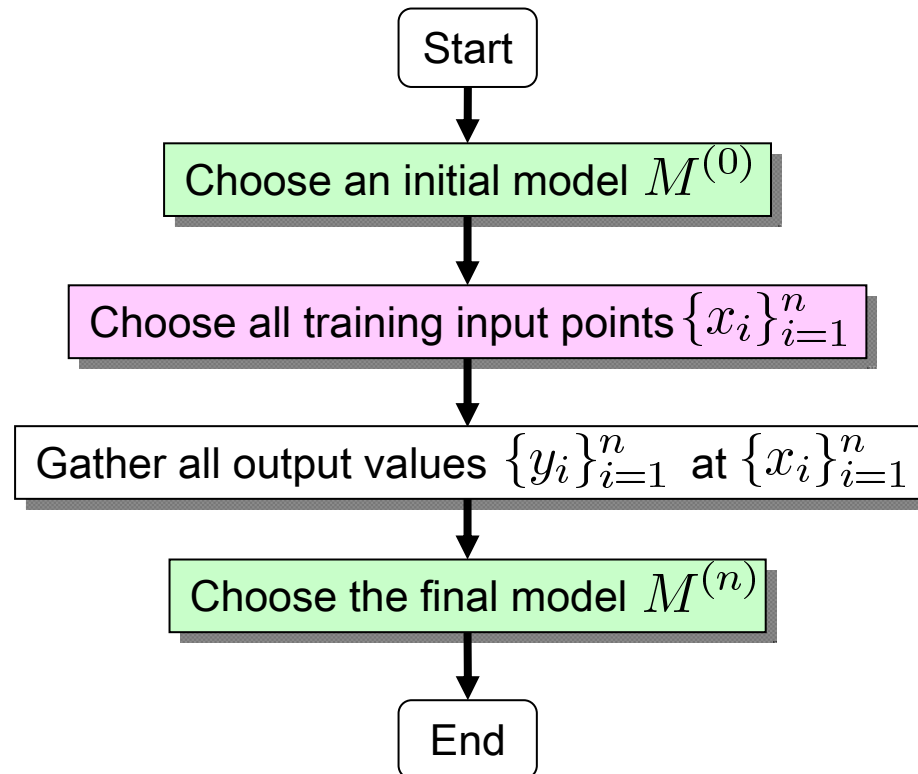 Start
Choose an initial model $M^{(0)}$
Choose all training input points $\{x_i\}_{i=1}^{n}$
Gather all output values $\{y_i\}_{i=1}^{n}$ at $\{x_i\}_{i=1}^{n}$
Choose the final model $M^{(n)}$
End